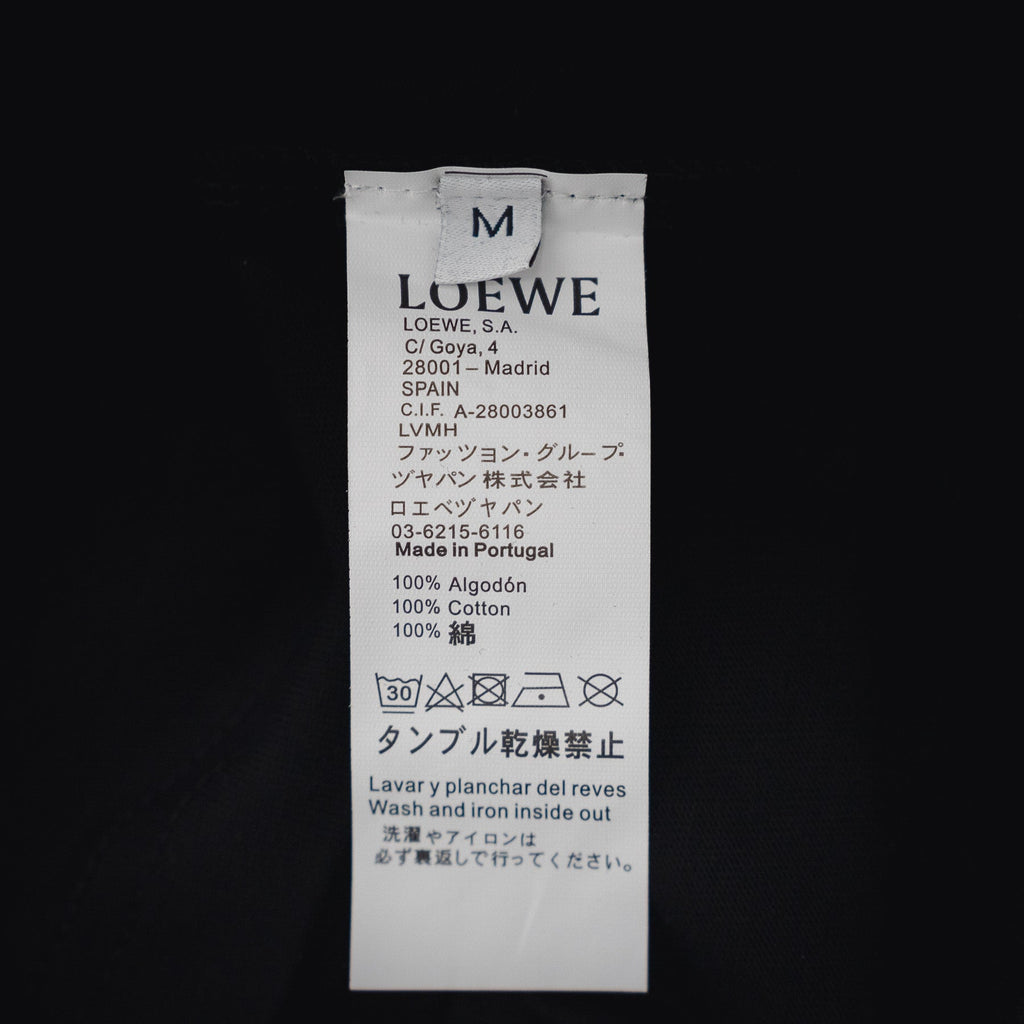 M
LOEWE
LOEWE, S.A.
C/ Goya, 4
28001 – Madrid
SPAIN
C.I.F. A-28003861
LVMH
ファッツョン・グループ
ヅヤパン 株式会社
ロエベヅヤパン
03-6215-6116
Made in Portugal
100% Algodón
100% Cotton
100% 綿
30
タンブル乾燥禁止
Lavar y planchar del reves
Wash and iron inside out
洗濯やアイロンは
必ず裏返しで行ってください。